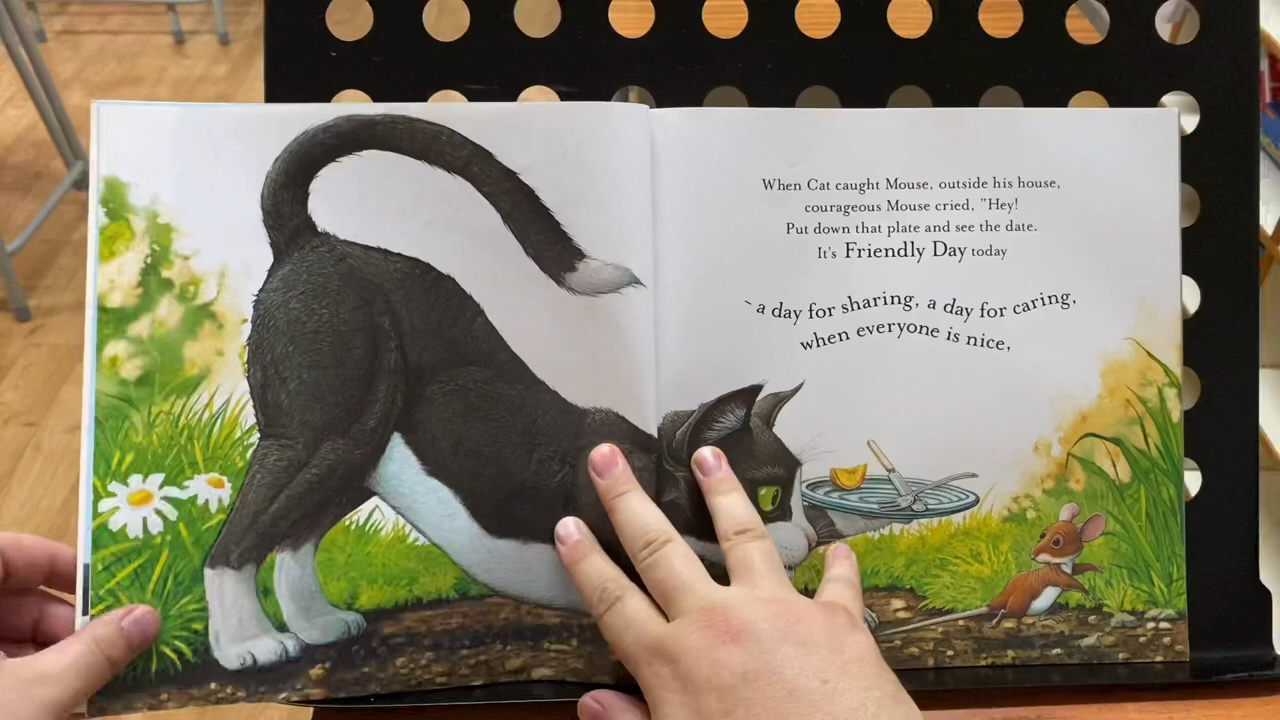 When Cat caught Mouse, outside his house,
courageous Mouse cried, "Hey!
Put down that plate and see the date.
It's Friendly Day today
`a day for sharing, a day for caring,
when everyone is nice,